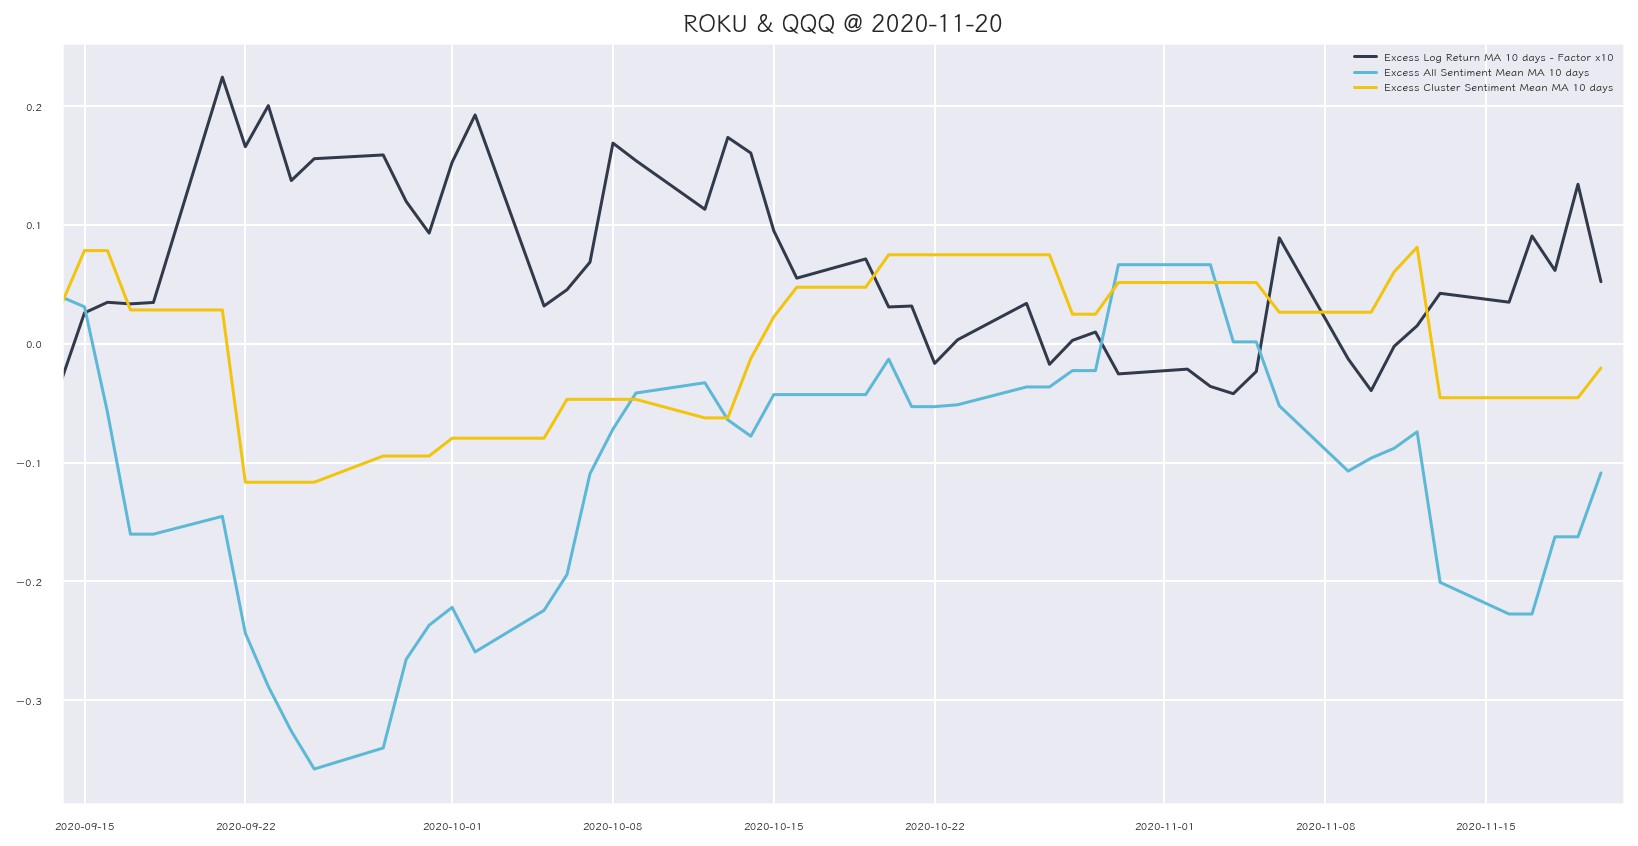 ROKU & QQQ @ 2020-11-20
Excess Log Return MA 10 days - Factor x10
Excess All Sentiment Mean MA 10 days
Excess Cluster Sentiment Mean MA 10 days
0.2
0.1
0.0
−0.1
−0.2
−0.3
2020-09-15 2020-09-22 2020-10-01 2020-10-08 2020-10-15 2020-10-22 2020-11-01 2020-11-08 2020-11-15